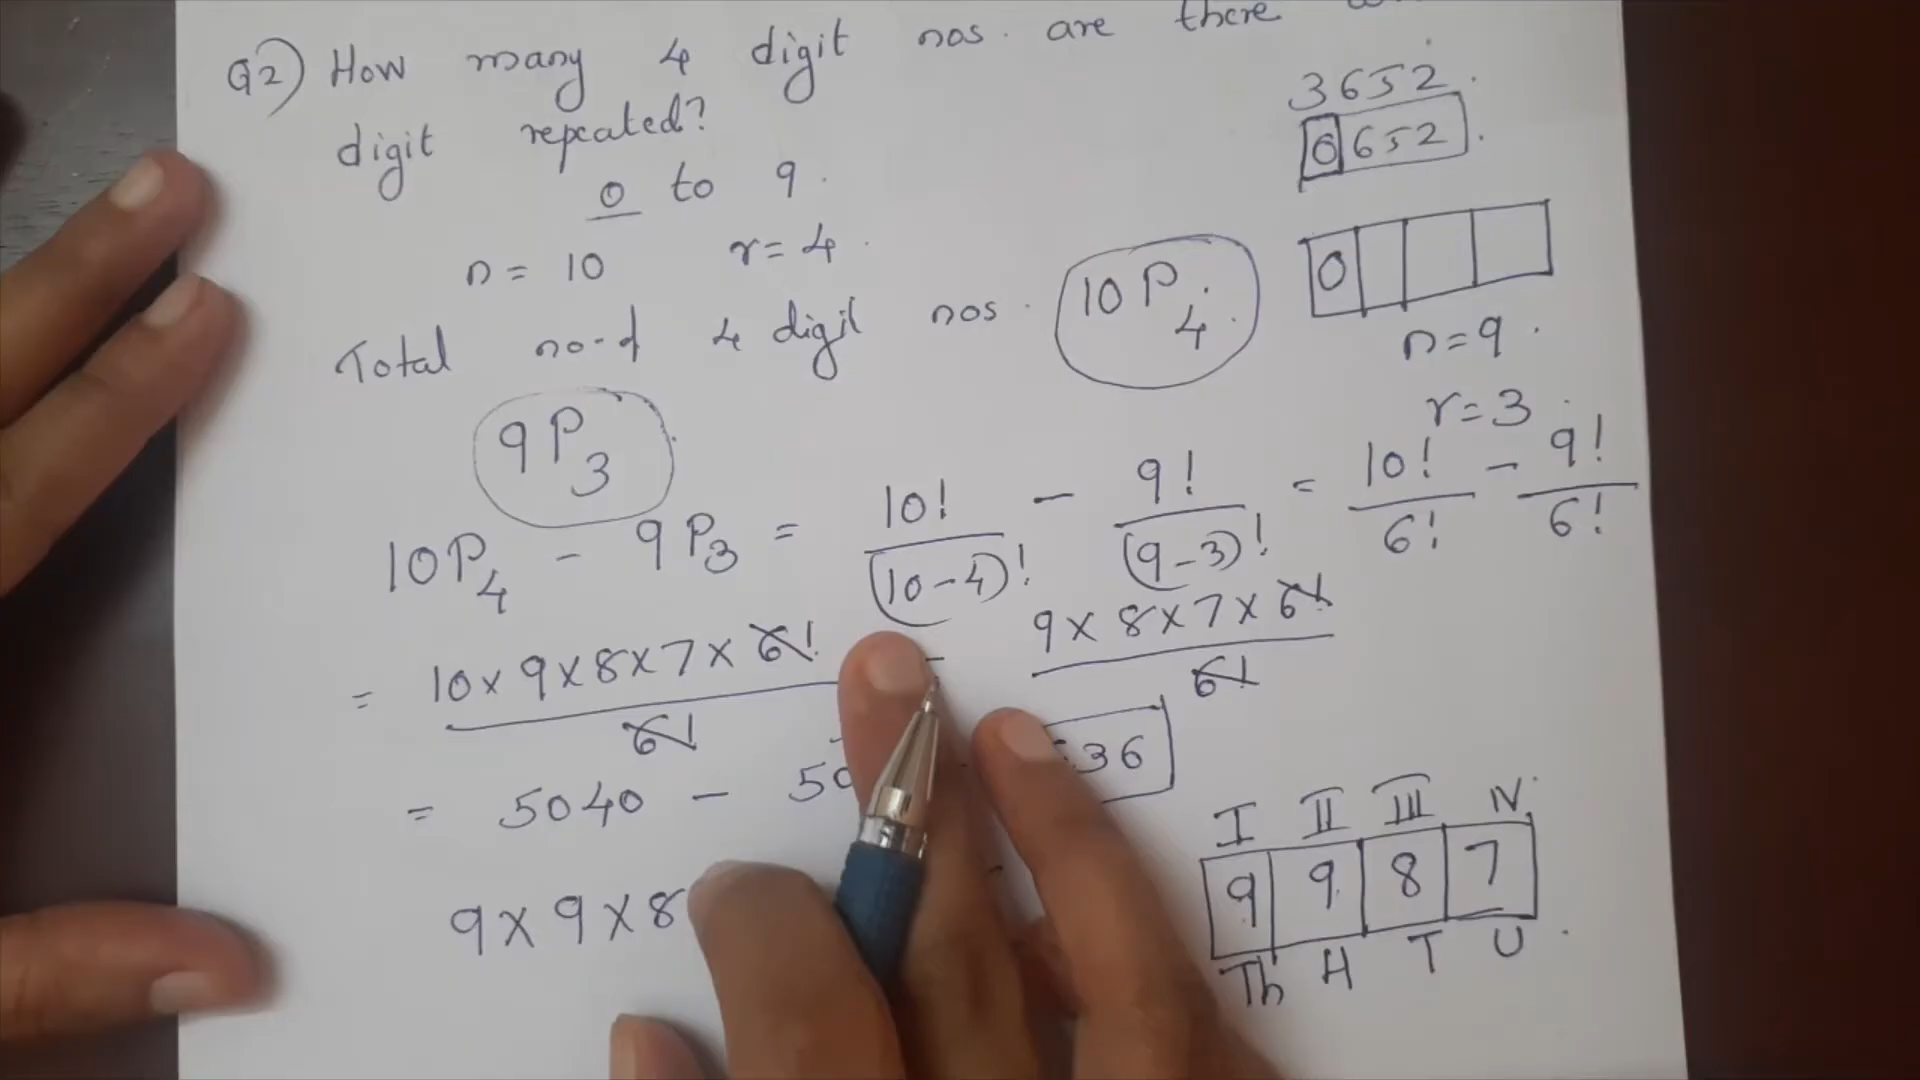 Q2) How many 4 digit nos. are there
digit repeated?
0 to 9.
n = 10 r = 4.
Total no. of 4 digit nos. 10P4.
9P3
10P4 - 9P3 = 10!/(10-4)! - 9!/(9-3)! = 10!/6! - 9!/6!
= 10 x 9 x 8 x 7 x 6!/6! - 9 x 8 x 7 x 6!/6!
= 5040 - 36
9 x 9 x 8
3652.
0652.
0
n = 9.
r = 3.
I II III IV
9 9 8 7
Th H T U.